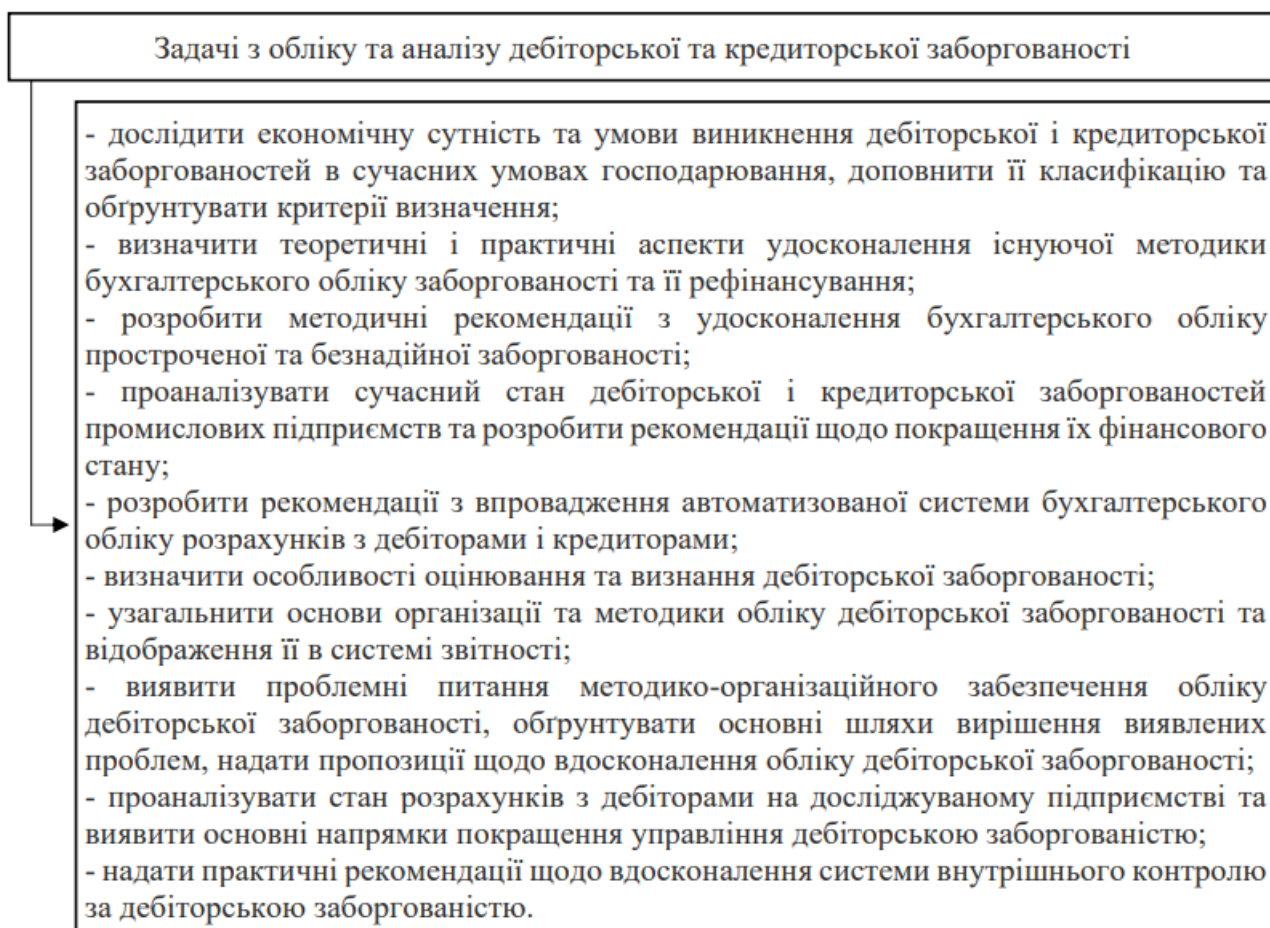 Задачі з обліку та аналізу дебіторської та кредиторської заборгованості
- дослідити економічну сутність та умови виникнення дебіторської і кредиторської
заборгованостей в сучасних умовах господарювання, доповнити її класифікацію та
обґрунтувати критерії визначення;
- визначити теоретичні і практичні аспекти удосконалення існуючої методики
бухгалтерського обліку заборгованості та її рефінансування;
- розробити методичні рекомендації з удосконалення бухгалтерського обліку
простроченої та безнадійної заборгованості;
- проаналізувати сучасний стан дебіторської і кредиторської заборгованостей
промислових підприємств та розробити рекомендації щодо покращення їх фінансового
стану;
- розробити рекомендації з впровадження автоматизованої системи бухгалтерського
обліку розрахунків з дебіторами і кредиторами;
- визначити особливості оцінювання та визнання дебіторської заборгованості;
- узагальнити основи організації та методики обліку дебіторської заборгованості та
відображення її в системі звітності;
- виявити проблемні питання методико-організаційного забезпечення обліку
дебіторської заборгованості, обґрунтувати основні шляхи вирішення виявлених
проблем, надати пропозиції щодо вдосконалення обліку дебіторської заборгованості;
- проаналізувати стан розрахунків з дебіторами на досліджуваному підприємстві та
виявити основні напрямки покращення управління дебіторською заборгованістю;
- надати практичні рекомендації щодо вдосконалення системи внутрішнього контролю
за дебіторською заборгованістю.